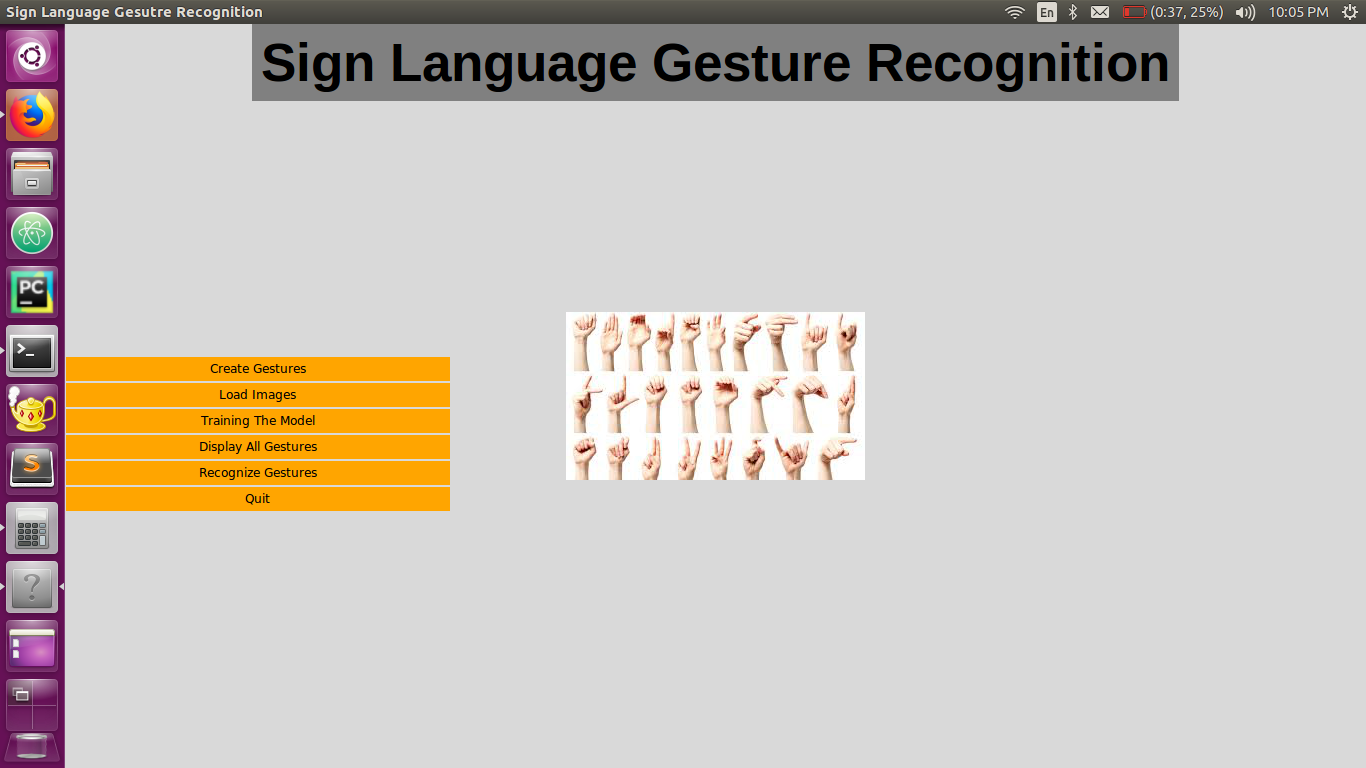 Sign Language Gesutre Recognition
En
(0:37, 25%)
10:05 PM
Sign Language Gesture Recognition
PC
>_
S
?
Create Gestures
Load Images
Training The Model
Display All Gestures
Recognize Gestures
Quit